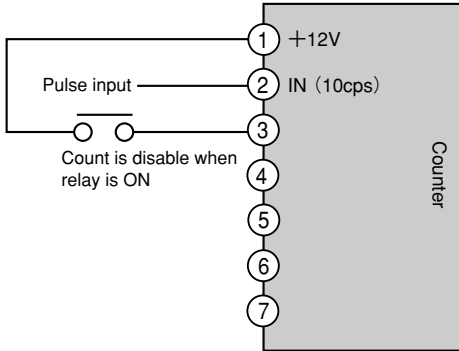 1 +12V
Pulse input 2 IN (10cps)
3
Count is disable when
relay is ON
4
5
6
7
Counter